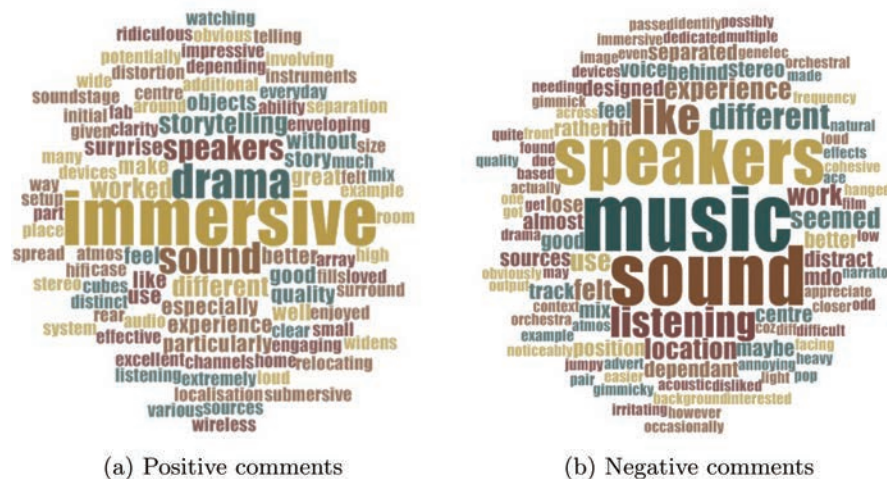 watching
ridiculous obvious telling
potentially impressive involving
wide distortion depending instruments
centre additional everyday
soundstage around objects ability separation
initial fab storytelling enveloping
given clarity without size
many surprise speakers story much
devices make drama great felt mix
way worked example
setup immersive room
part
place
spread atmos feel sound better array high
hifi case like different good fills loved
stereo cubes use quality surround
distinct especially well enjoyed
rear audio experience clear small
system particularly engaging widens
effective excellent channels home relocating
listening extremely loud
localisation submersive
various sources
wireless
(a) Positive comments
passed identify possibly
immersive dedicated multiple
image even separated genelec orchestral
devices voice behind stereo made
needing designed experience
gimmick across feel like different frequency
quite front rather bit natural
found loud
quality due speakers effects
based cohesive
actually ace
one get lose music work hanger
got almost film
drama good seemed
sources use sound better low
obviously may distract
output track felt mdo narrator
context mix listening appreciate
orchestra atmos closer odd
example centre
noticeably position location coz diff difficult
jumpy advert dependant maybe facing
pair easier annoying heavy
gimmicky acoustic disliked light pop
background interested
irritating however
occasionally
(b) Negative comments